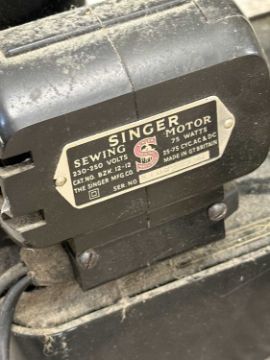 SINGER
SEWING MOTOR
230-250 VOLTS 75 WATTS
CAT. NO. BZK 12-12 25-75 CYC. AC & DC
THE SINGER MFG. CO. MADE IN GT BRITAIN
SER. NO